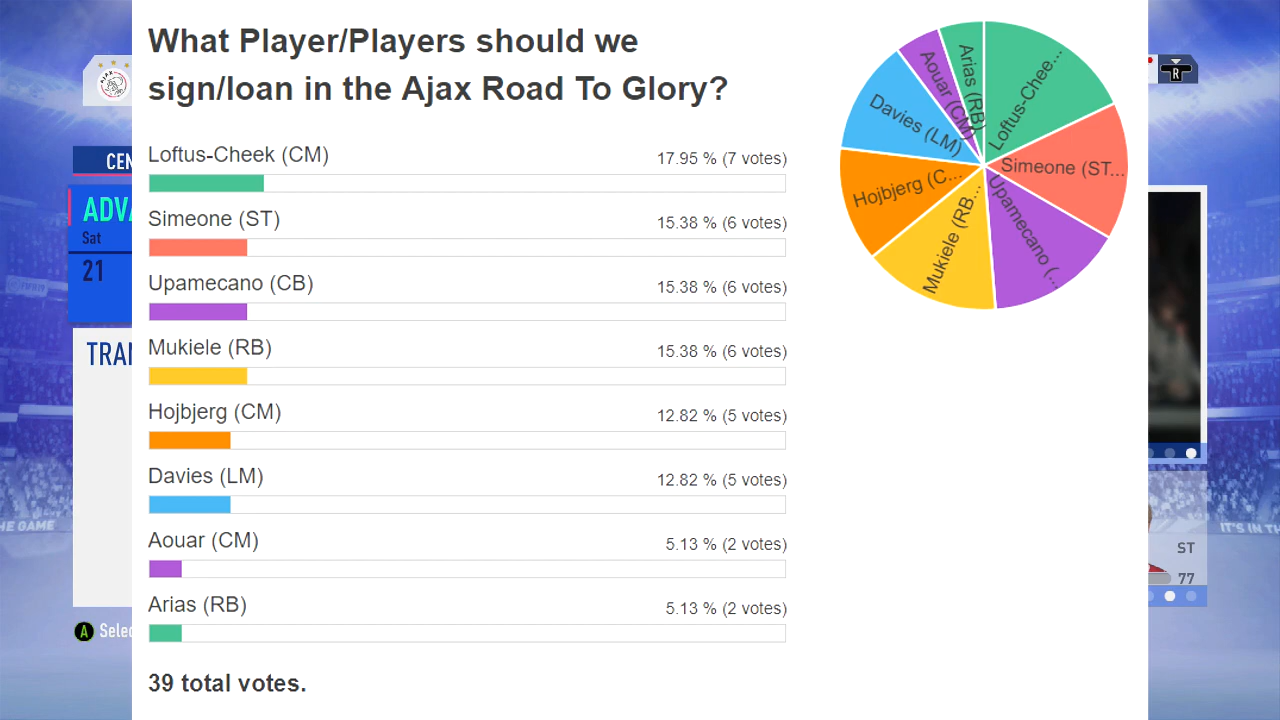 What Player/Players should we
sign/loan in the Ajax Road To Glory?
Loftus-Cheek (CM)
17.95 % (7 votes)
Simeone (ST)
15.38 % (6 votes)
Upamecano (CB)
15.38 % (6 votes)
Mukiele (RB)
15.38 % (6 votes)
Hojbjerg (CM)
12.82 % (5 votes)
Davies (LM)
12.82 % (5 votes)
Aouar (CM)
5.13 % (2 votes)
Arias (RB)
5.13 % (2 votes)
39 total votes.
Loftus-Chee...
Simeone (ST...
Upamecano (...
Mukiele (RB...
Hojbjerg (C...
Davies (LM)
Aouar (CM)
Arias (RB)
AJAX
CEN
ADVA
Sat
21
TRAN
A Selec
HE GAME
R
IT'S IN TH
ST
77